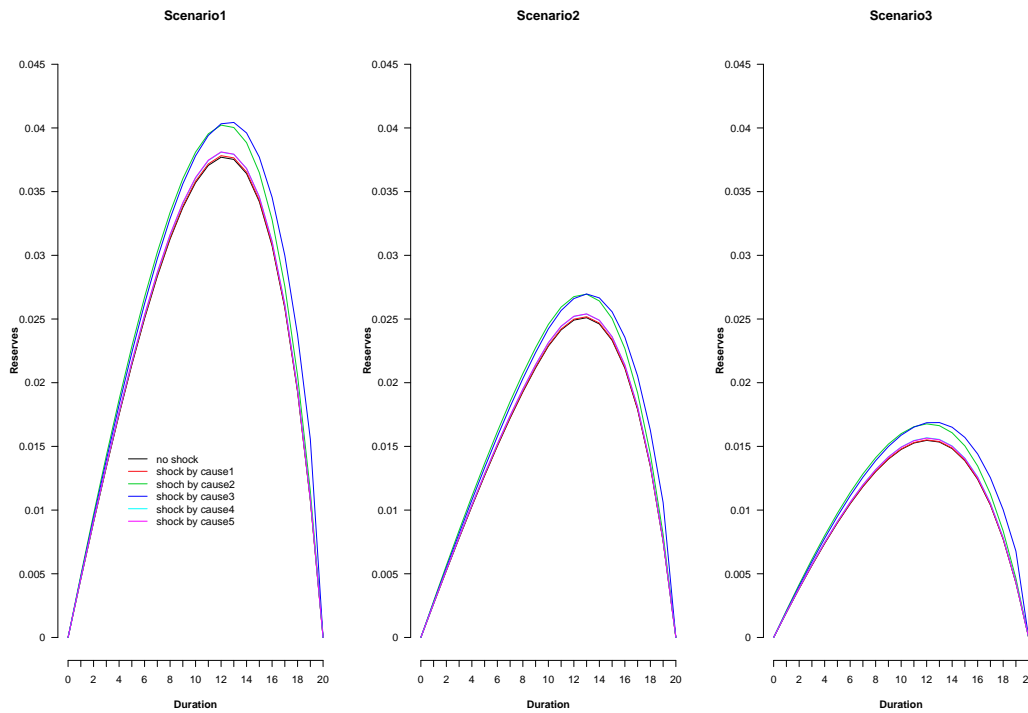 Scenario1
Scenario2
Scenario3
0.045
0.04
0.035
0.03
0.025
0.02
0.015
0.01
0.005
0
Reserves
no shock
shock by cause1
shoch by cause2
shock by cause3
shock by cause4
shock by cause5
0 2 4 6 8 10 12 14 16 18 20
Duration
0.045
0.04
0.035
0.03
0.025
0.02
0.015
0.01
0.005
0
Reserves
0 2 4 6 8 10 12 14 16 18 20
Duration
0.045
0.04
0.035
0.03
0.025
0.02
0.015
0.01
0.005
0
Reserves
0 2 4 6 8 10 12 14 16 18 2
Duration